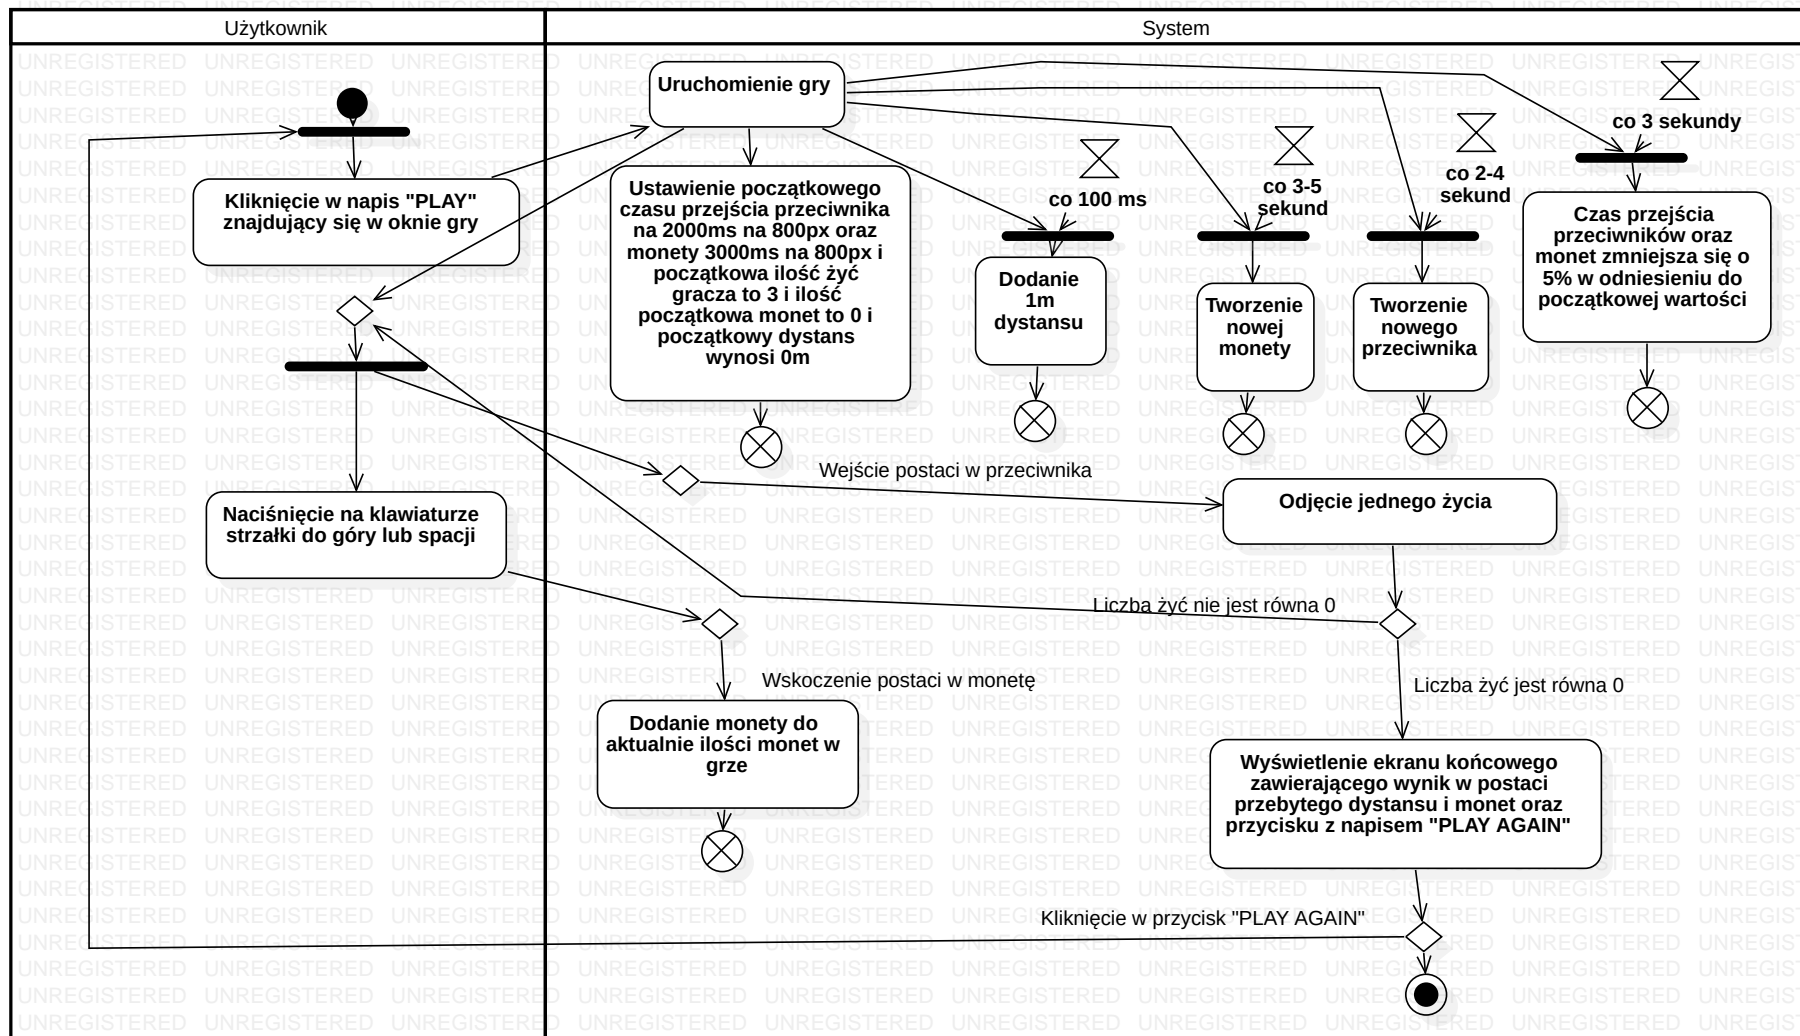 Użytkownik
System
Uruchomienie gry
co 3 sekundy
Kliknięcie w napis "PLAY"
znajdujący się w oknie gry
Ustawienie początkowego
czasu przejścia przeciwnika
na 2000ms na 800px oraz
monety 3000ms na 800px i
początkowa ilość żyć
gracza to 3 i ilość
początkowa monet to 0 i
początkowy dystans
wynosi 0m
co 100 ms
co 3-5
sekund
co 2-4
sekund
Czas przejścia
przeciwników oraz
monet zmniejsza się o
5% w odniesieniu do
początkowej wartości
Dodanie
1m
dystansu
Tworzenie
nowej
monety
Tworzenie
nowego
przeciwnika
Wejście postaci w przeciwnika
Odjęcie jednego życia
Naciśnięcie na klawiaturze
strzałki do góry lub spacji
Liczba żyć nie jest równa 0
Wskoczenie postaci w monetę
Liczba żyć jest równa 0
Dodanie monety do
aktualnie ilości monet w
grze
Wyświetlenie ekranu końcowego
zawierającego wynik w postaci
przebytego dystansu i monet oraz
przycisku z napisem "PLAY AGAIN"
Kliknięcie w przycisk "PLAY AGAIN"
UNREGISTERED